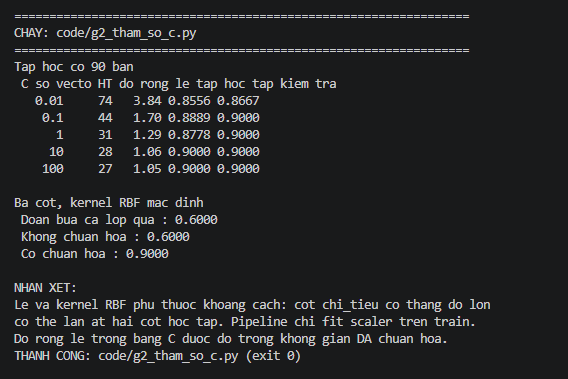 ======================================================================
CHAY: code/g2_tham_so_c.py
======================================================================
Tap hoc co 90 ban
C so vecto HT do rong le tap hoc tap kiem tra
0.01 74 3.84 0.8556 0.8667
0.1 44 1.70 0.8889 0.9000
1 31 1.29 0.8778 0.9000
10 28 1.06 0.9000 0.9000
100 27 1.05 0.9000 0.9000
Ba cot, kernel RBF mac dinh
Doan bua ca lop qua : 0.6000
Khong chuan hoa : 0.6000
Co chuan hoa : 0.9000
NHAN XET:
Le va kernel RBF phu thuoc khoang cach: cot chi_tieu co thang do lon
co the lan at hai cot hoc tap. Pipeline chi fit scaler tren train.
Do rong le trong bang C duoc do trong khong gian DA chuan hoa.
THANH CONG: code/g2_tham_so_c.py (exit 0)